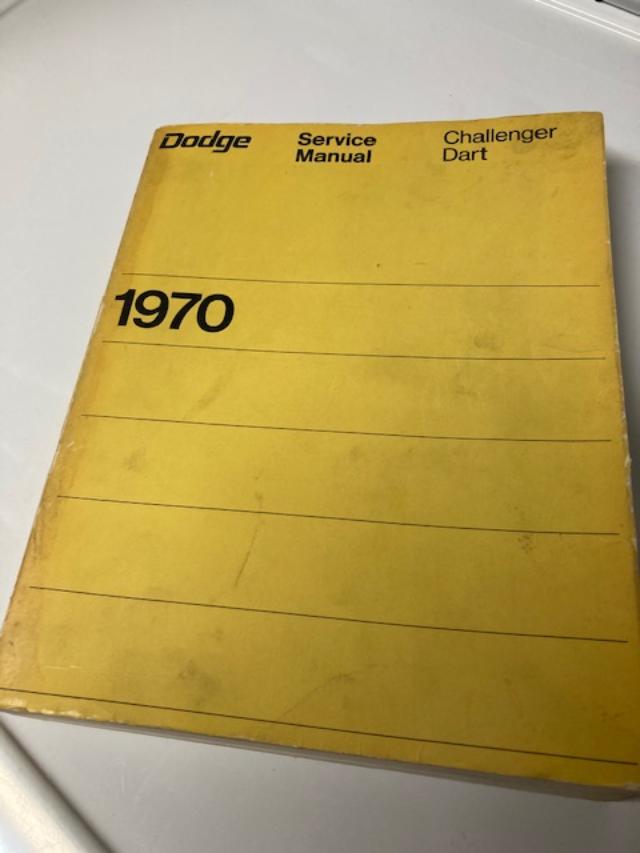 Dodge
Service
Manual
Challenger
Dart
1970